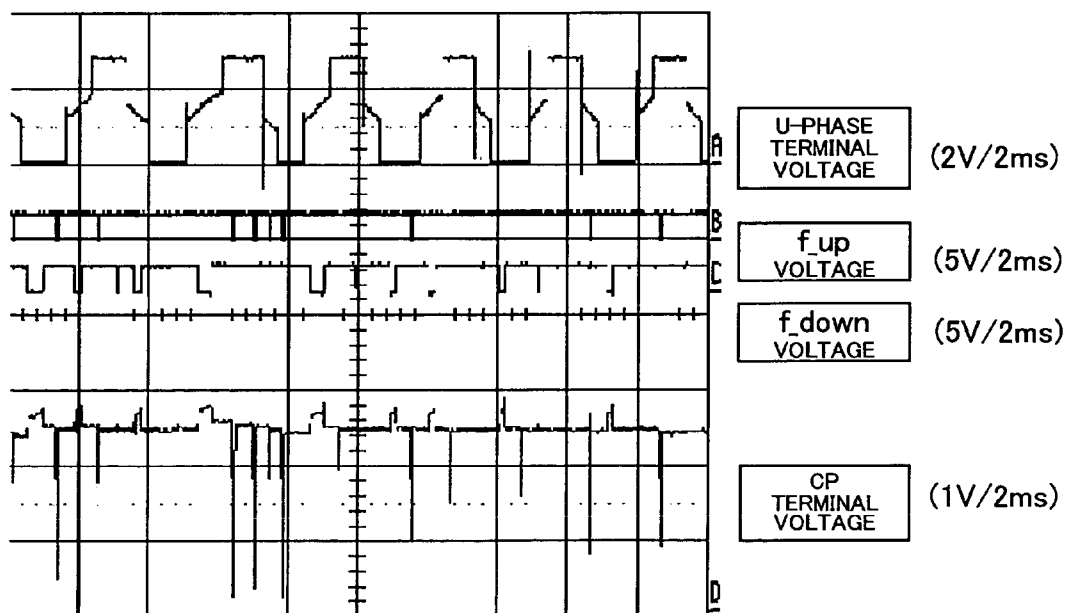 A
U-PHASE
TERMINAL
VOLTAGE
(2V/2ms)
B
f_up
VOLTAGE
(5V/2ms)
C
f_down
VOLTAGE
(5V/2ms)
CP
TERMINAL
VOLTAGE
(1V/2ms)
D